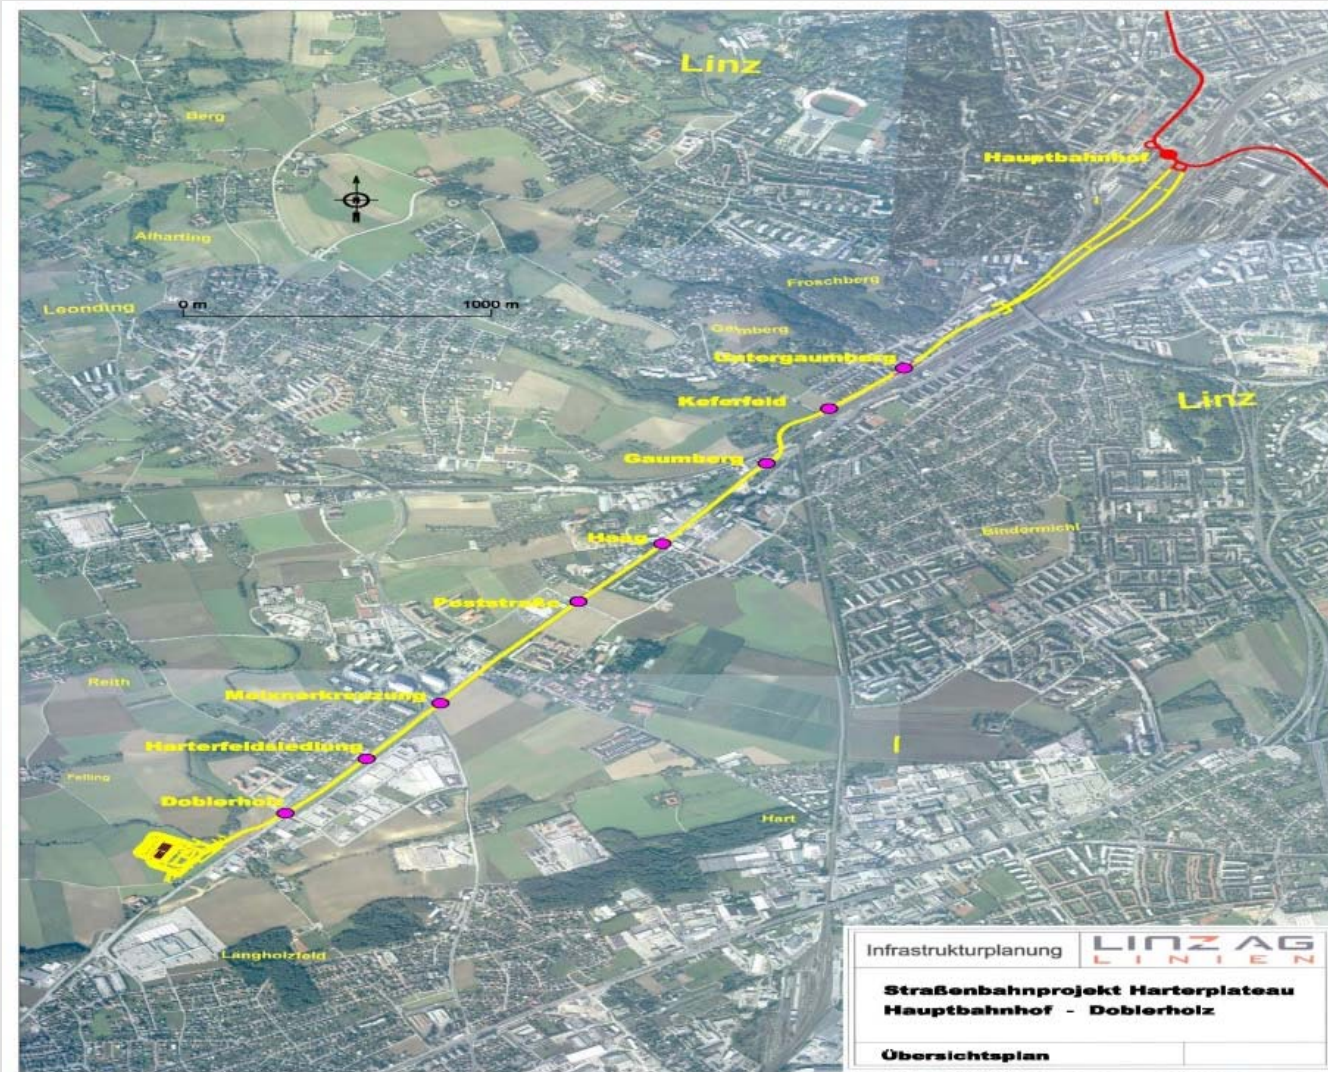 Linz
Berg
Hauptbahnhof
Alharting
Froschberg
Leonding
0 m
1000 m
Gaumberg
Untergaumberg
Keferfeld
Linz
Gaumberg
Bindermichl
Haag
Poststraße
Reith
Meixnerkreuzung
Harterfeldsiedlung
Felling
Doblerholz
Hart
Langholzfeld
Infrastrukturplanung
LINZ AG
LINIEN
Straßenbahnprojekt Harterplateau
Hauptbahnhof - Doblerholz
Übersichtsplan